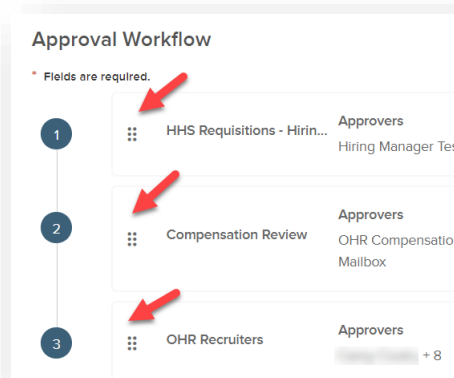 Approval Workflow
* Fields are required.
1
HHS Requisitions - Hirin...
Approvers
Hiring Manager Tes
2
Compensation Review
Approvers
OHR Compensatio
Mailbox
3
OHR Recruiters
Approvers
+ 8